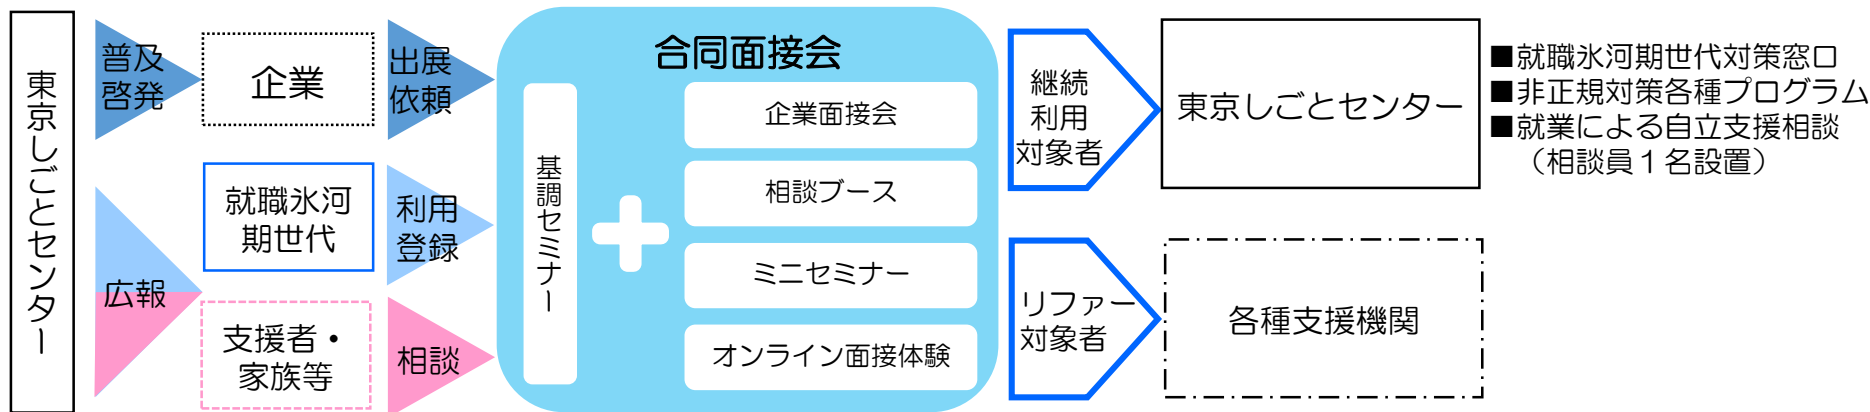 東京しごとセンター
普及
啓発
企業
出展
依頼
広報
就職氷河
期世代
利用
登録
支援者・
家族等
相談
合同面接会
基調セミナー
企業面接会
相談ブース
ミニセミナー
オンライン面接体験
継続
利用
対象者
東京しごとセンター
■就職氷河期世代対策窓口
■非正規対策各種プログラム
■就業による自立支援相談
（相談員１名設置）
リファー
対象者
各種支援機関